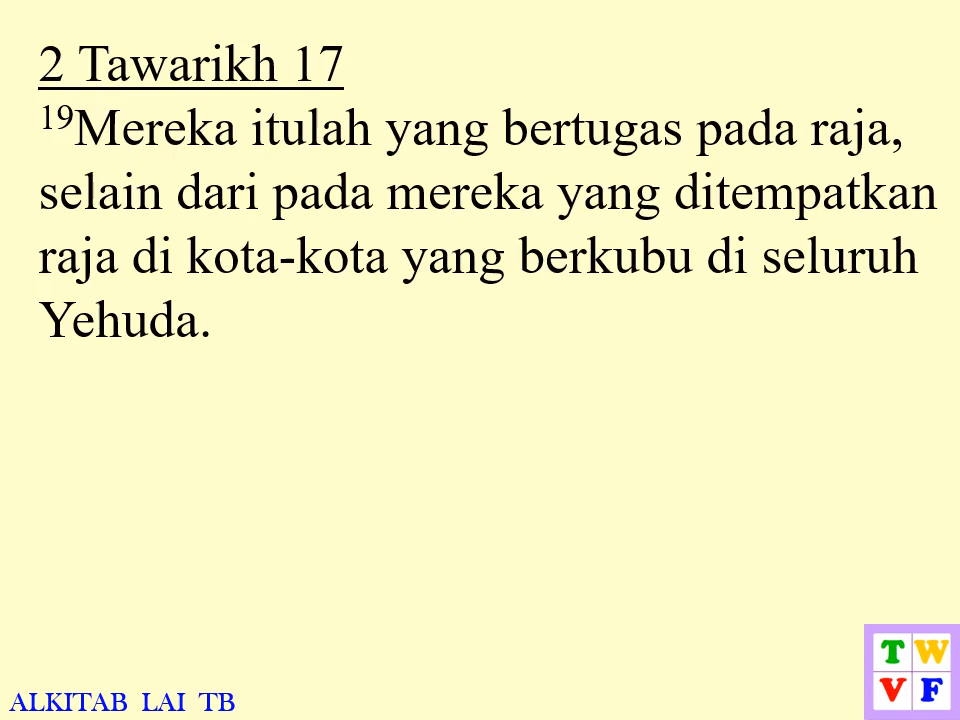 2 Tawarikh 17
19Mereka itulah yang bertugas pada raja,
selain dari pada mereka yang ditempatkan
raja di kota-kota yang berkubu di seluruh
Yehuda.
ALKITAB LAI TB
T W
V F